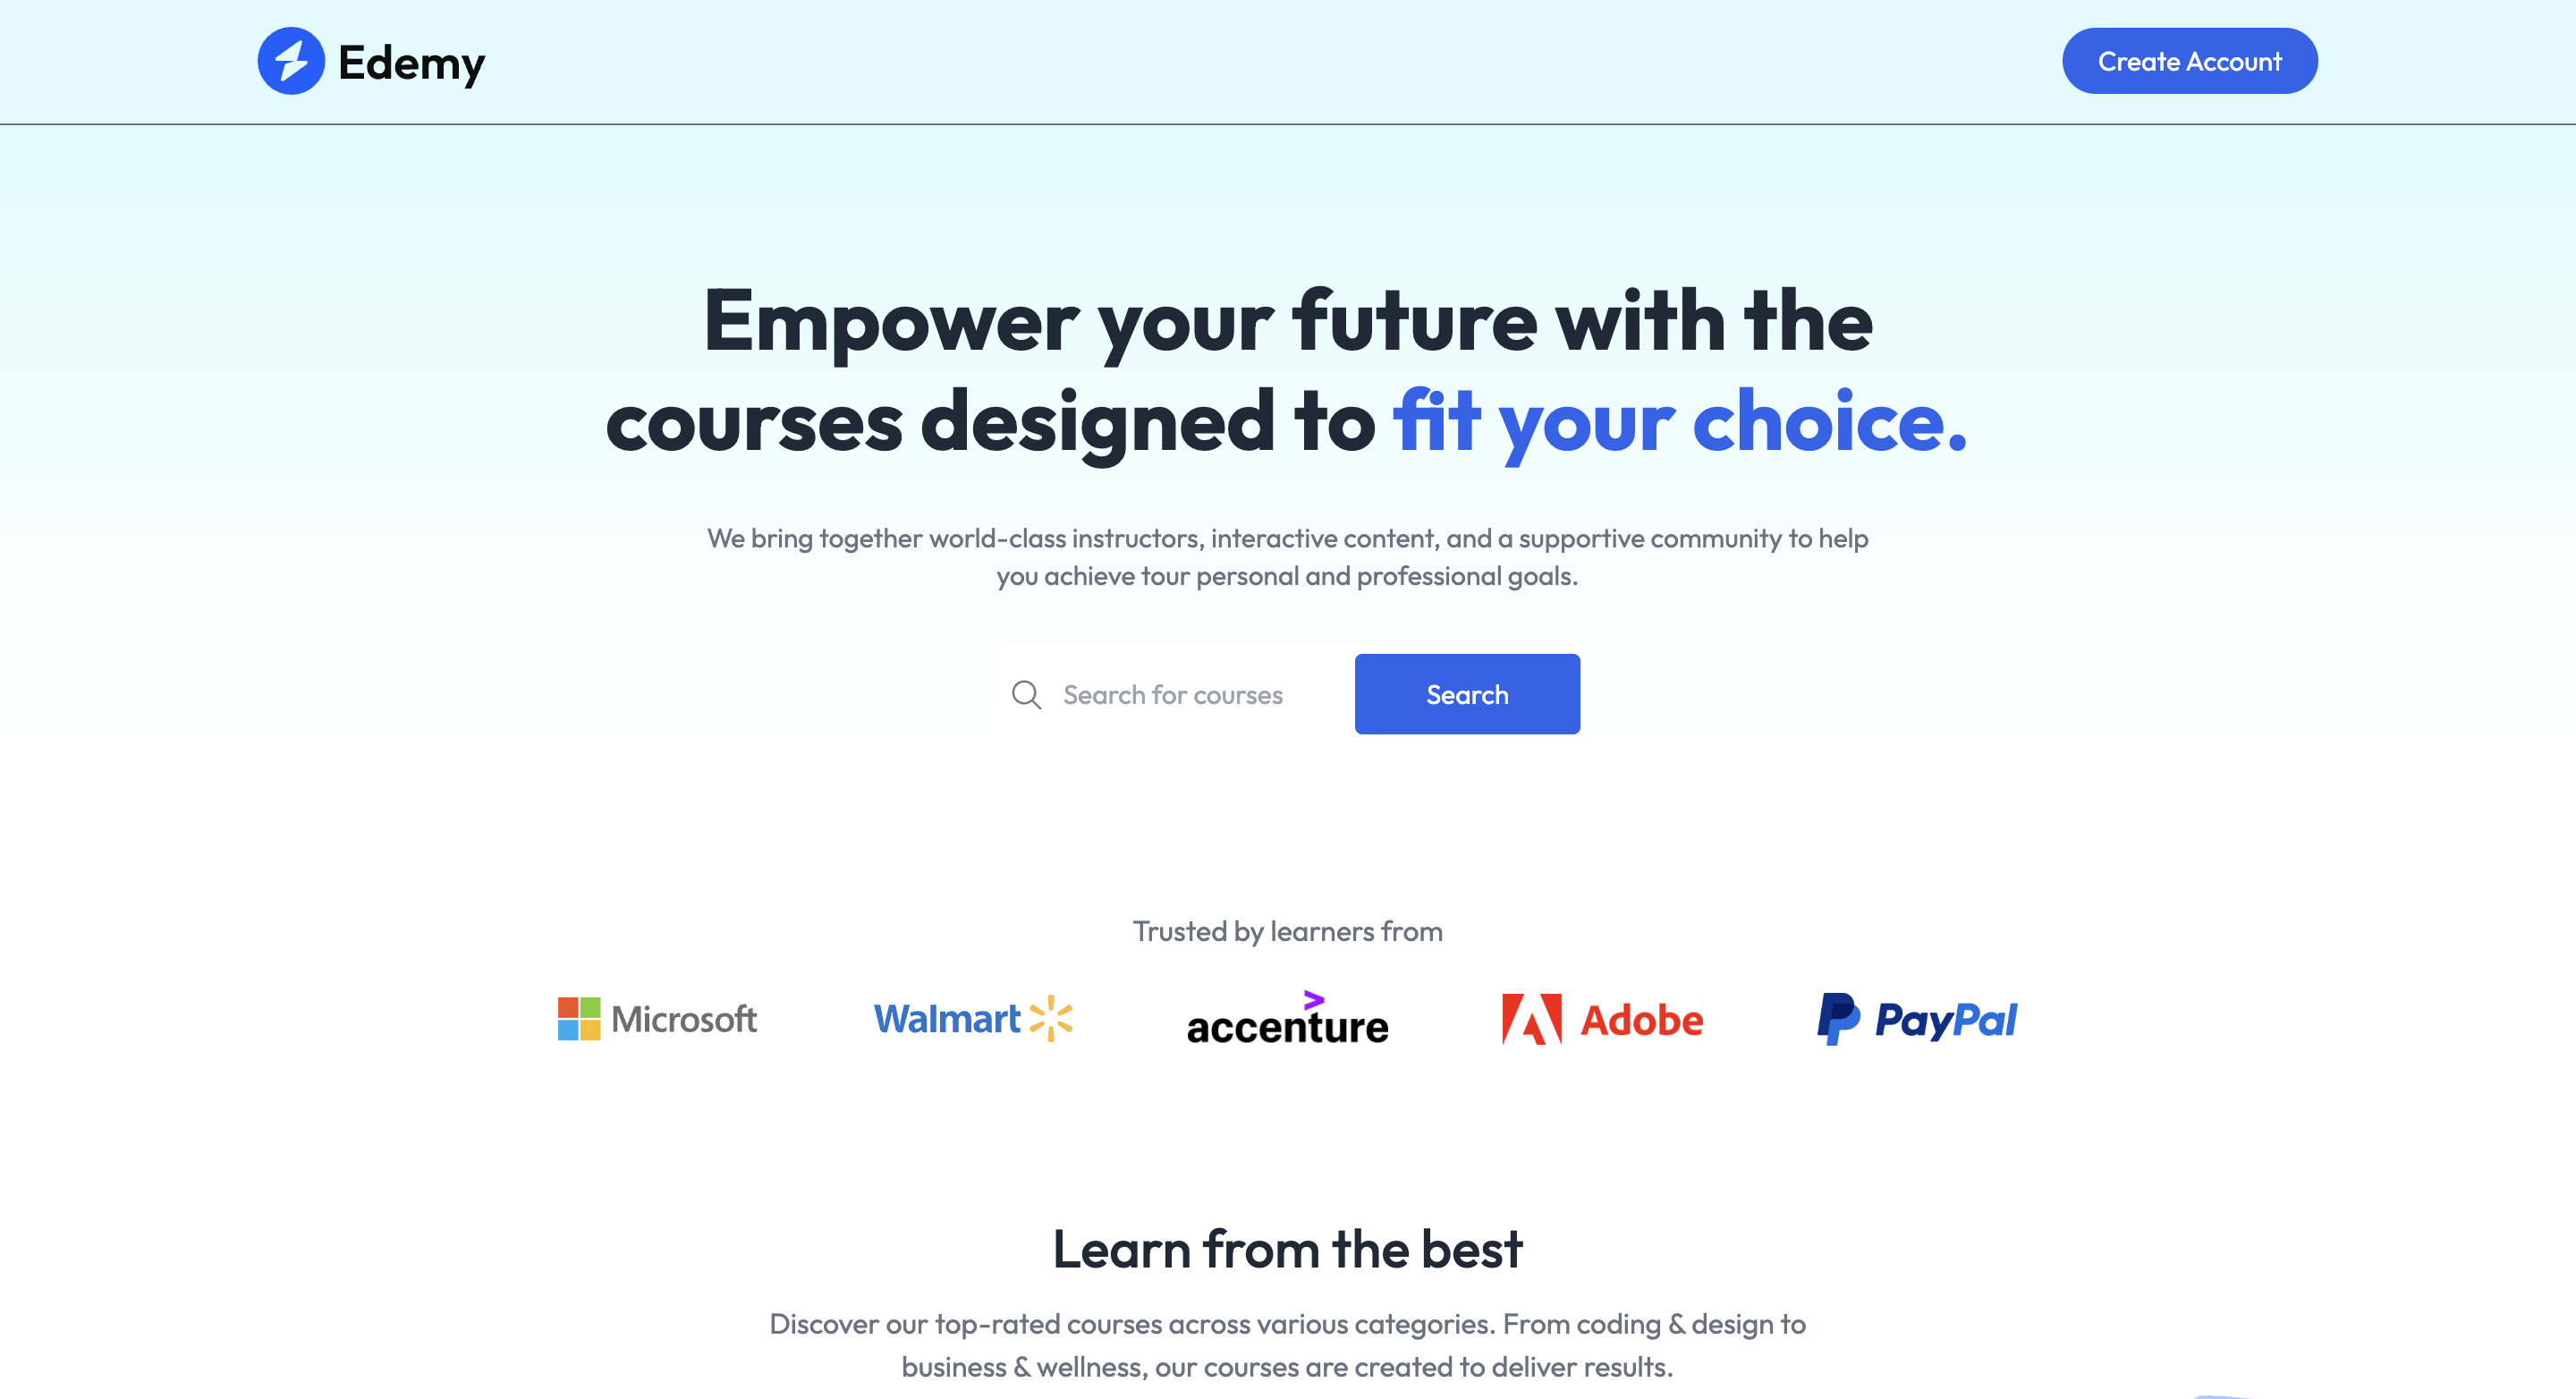 Edemy
Create Account
Empower your future with the
courses designed to fit your choice.
We bring together world-class instructors, interactive content, and a supportive community to help
you achieve tour personal and professional goals.
Search for courses
Search
Trusted by learners from
Microsoft
Walmart
accenture
Adobe
PayPal
Learn from the best
Discover our top-rated courses across various categories. From coding & design to
business & wellness, our courses are created to deliver results.